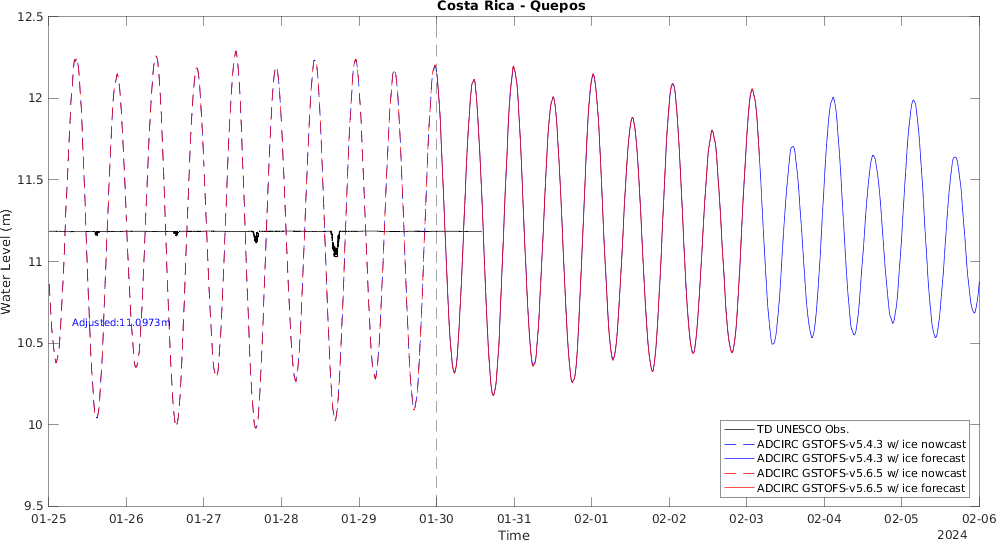 Costa Rica - Quepos
12.5
12
11.5
11
10.5
10
9.5
Water Level (m)
Adjusted:11.0973m
TD UNESCO Obs.
ADCIRC GSTOFS-v5.4.3 w/ ice nowcast
ADCIRC GSTOFS-v5.4.3 w/ ice forecast
ADCIRC GSTOFS-v5.6.5 w/ ice nowcast
ADCIRC GSTOFS-v5.6.5 w/ ice forecast
01-25 01-26 01-27 01-28 01-29 01-30 01-31 02-01 02-02 02-03 02-04 02-05 02-06
Time
2024